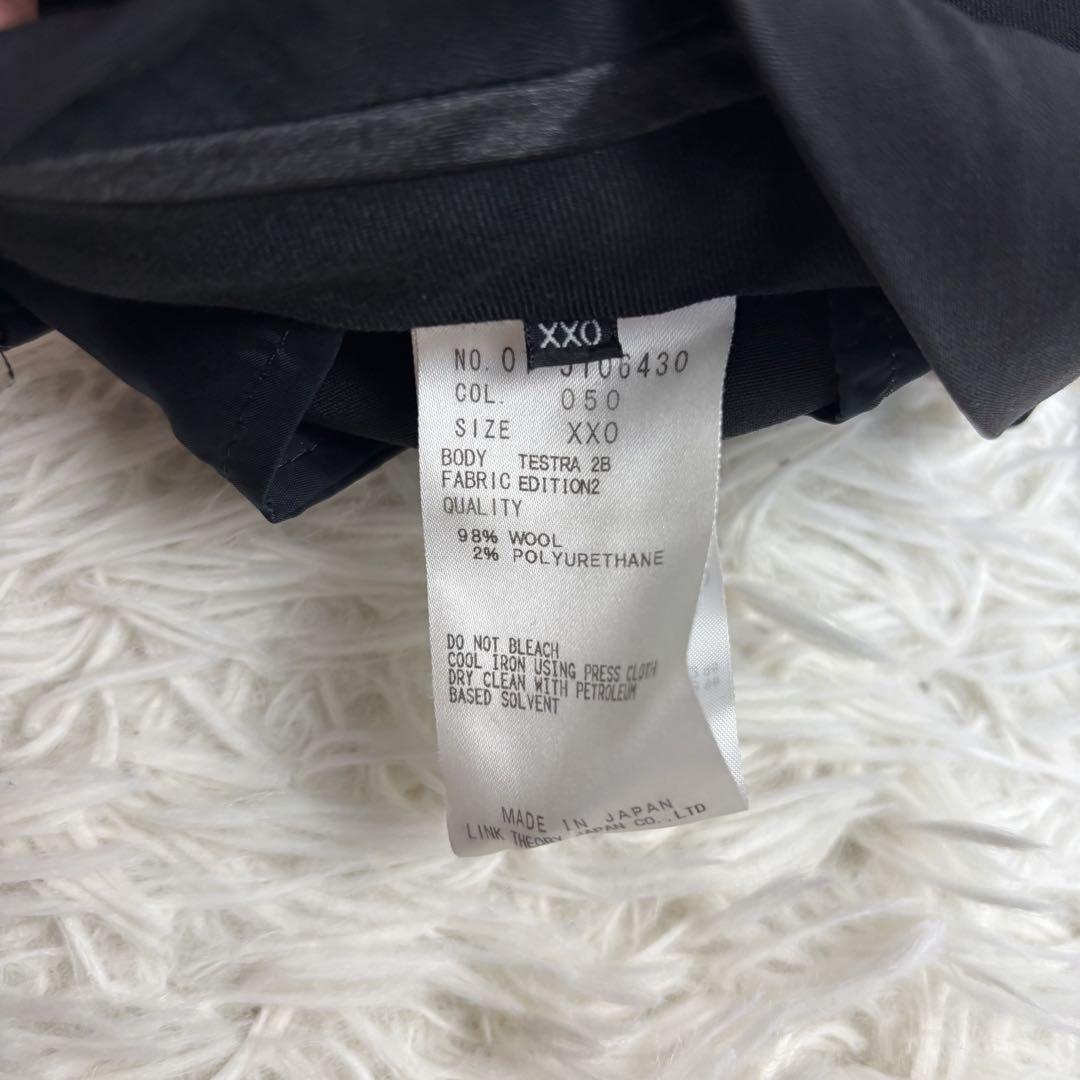 XXO
NO. 0 5106430
COL. 050
SIZE XXO
BODY TESTRA 2B
FABRIC EDITION2
QUALITY
98% WOOL
2% POLYURETHANE
DO NOT BLEACH
COOL IRON USING PRESS CLOTH
DRY CLEAN WITH PETROLEUM
BASED SOLVENT
MADE IN JAPAN
LINK THEORY JAPAN CO.,LTD